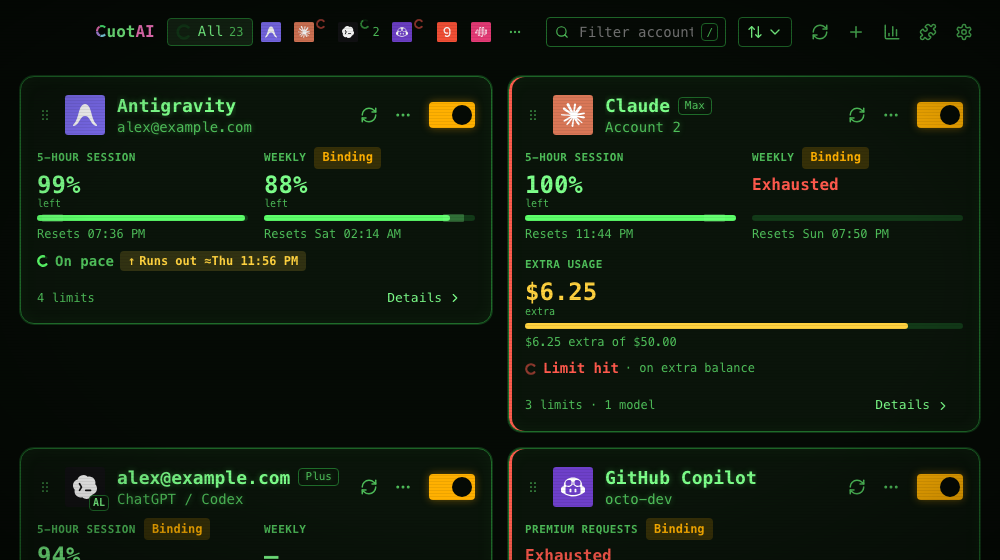 CuotAI All 23 2 9 Filter account /
Antigravity
alex@example.com
5-HOUR SESSION
99%
left
Resets 07:36 PM
WEEKLY Binding
88%
left
Resets Sat 02:14 AM
On pace ↑ Runs out ≈Thu 11:56 PM
4 limits Details >
Claude Max
Account 2
5-HOUR SESSION
100%
left
Resets 11:44 PM
WEEKLY Binding
Exhausted
Resets Sun 07:50 PM
EXTRA USAGE
$6.25
extra
$6.25 extra of $50.00
Limit hit · on extra balance
3 limits · 1 model Details >
AL
alex@example.com Plus
ChatGPT / Codex
5-HOUR SESSION Binding
94%
WEEKLY
—
GitHub Copilot
octo-dev
PREMIUM REQUESTS Binding
Exhausted